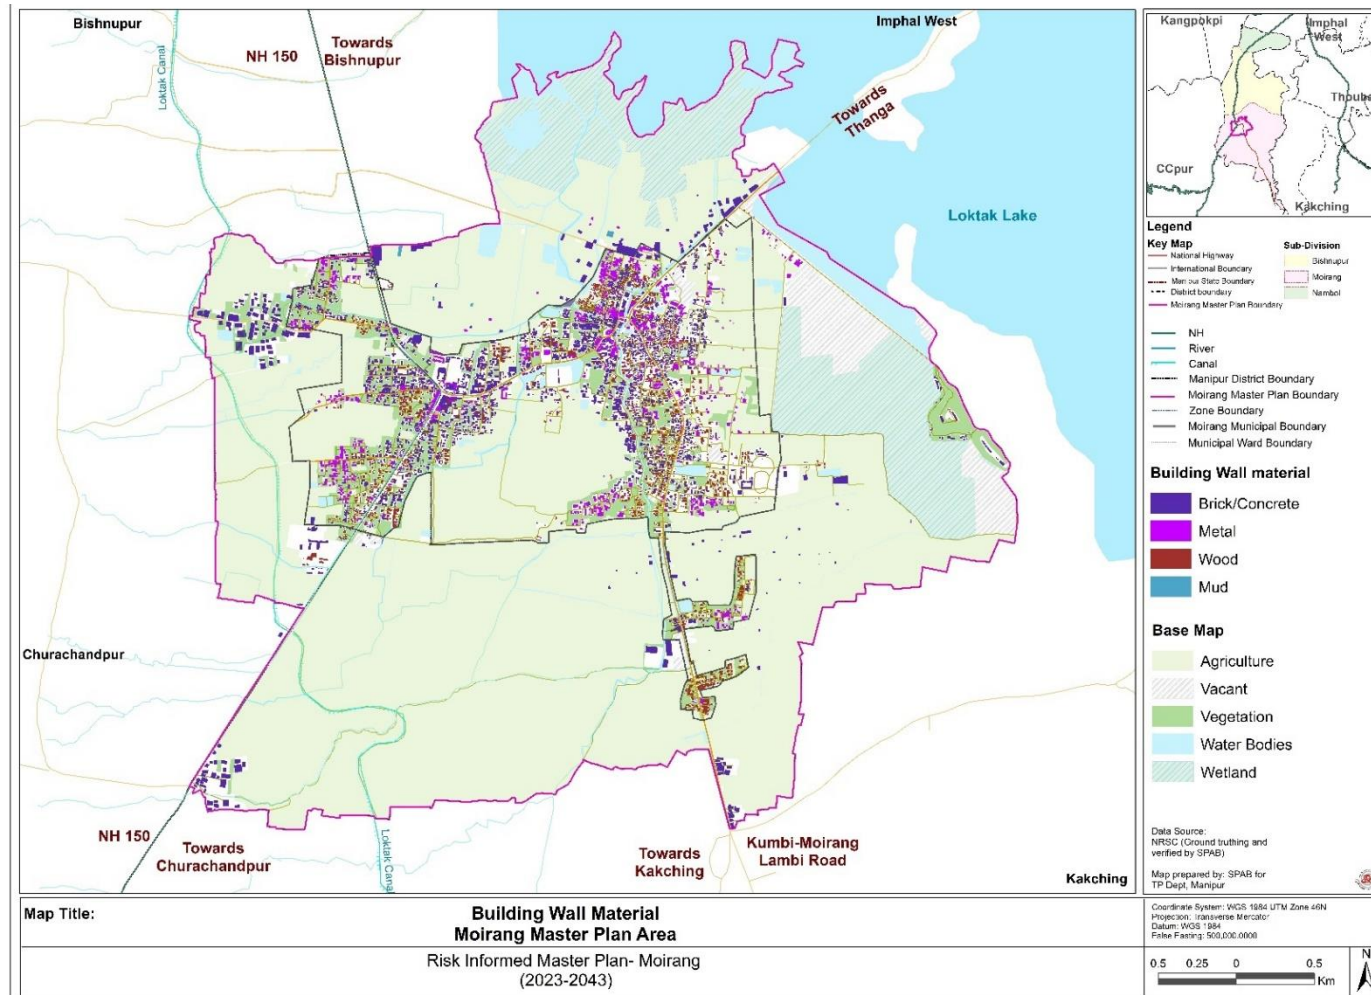 Bishnupur
Imphal West
NH 150
Towards
Bishnupur
Loktak Canal
Towards
Thanga
Loktak Lake
Churachandpur
NH 150
Towards
Churachandpur
Loktak Canal
Towards
Kakching
Kumbi-Moirang
Lambi Road
Kakching
Kangpokpi
Imphal
West
Thouba
CCpur
Kakching
Legend
Key Map
National Highway
International Boundary
Manipur State Boundary
District boundary
Moirang Master Plan Boundary
Sub-Division
Bishnupur
Moirang
Nambol
NH
River
Canal
Manipur District Boundary
Moirang Master Plan Boundary
Zone Boundary
Moirang Municipal Boundary
Municipal Ward Boundary
Building Wall material
Brick/Concrete
Metal
Wood
Mud
Base Map
Agriculture
Vacant
Vegetation
Water Bodies
Wetland
Data Source:
NRSC (Ground truthing and
verified by SPAB)
Map prepared by: SPAB for
TP Dept, Manipur
Map Title:
Building Wall Material
Moirang Master Plan Area
Risk Informed Master Plan- Moirang
(2023-2043)
Coordinate System: WGS 1984 UTM Zone 46N
Projection: Transverse Mercator
Datum: WGS 1984
False Easting: 500,000.0000
0.5 0.25 0 0.5
Km
N